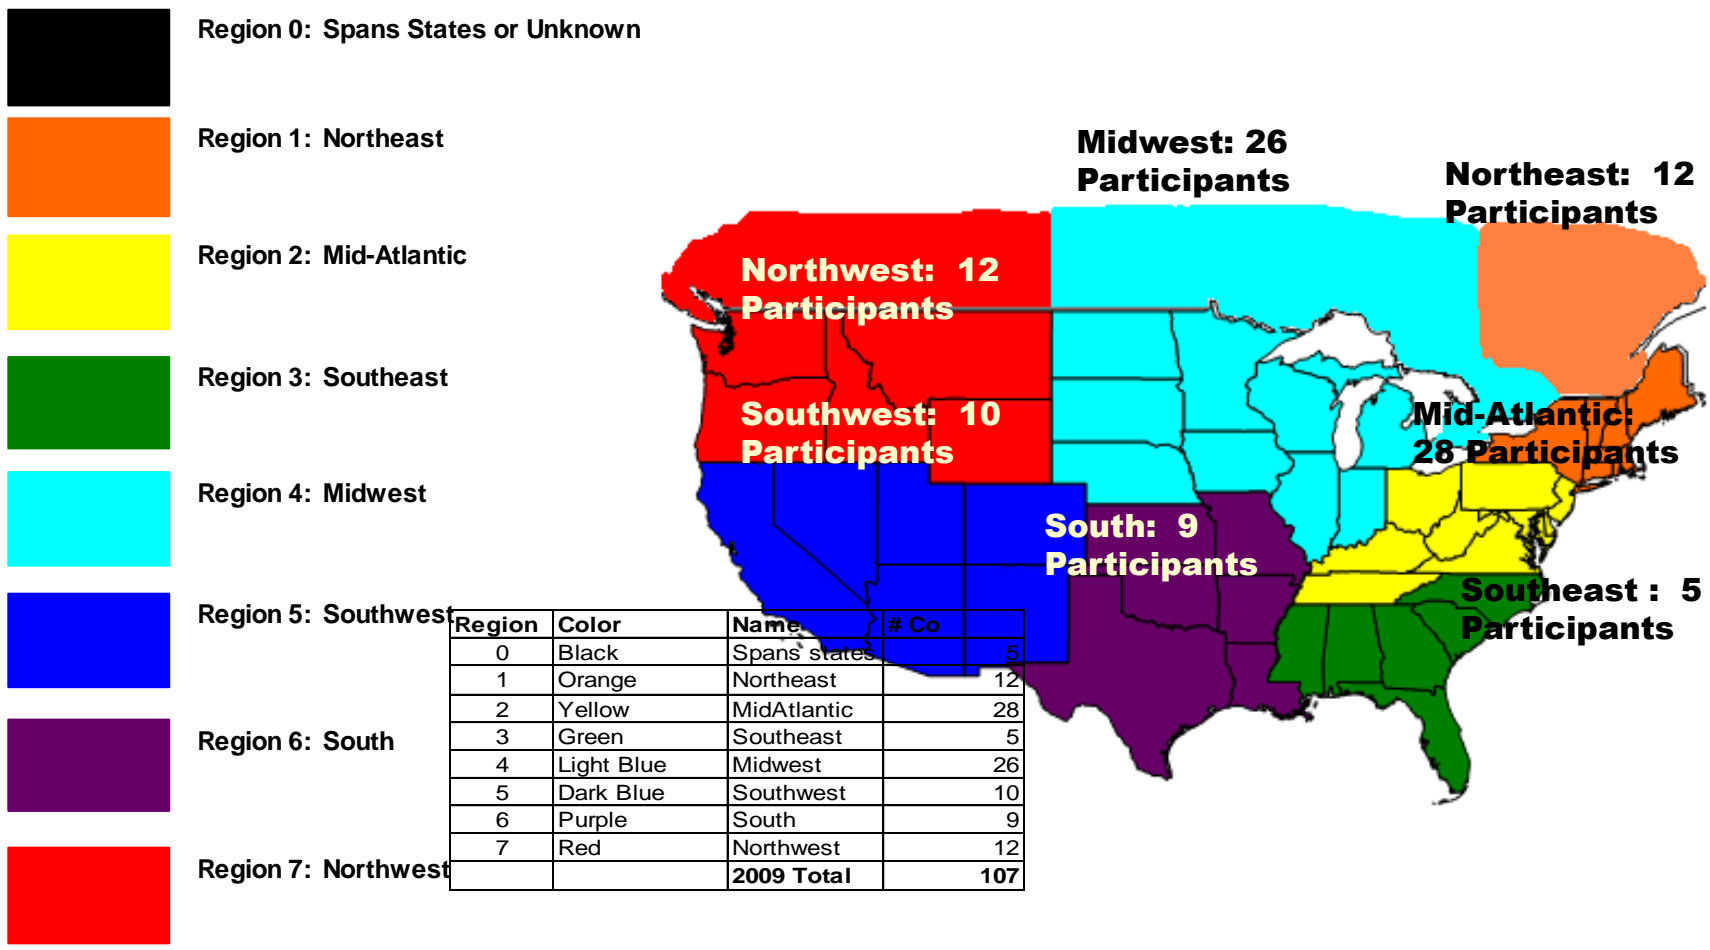 Region 0: Spans States or Unknown
Region 1: Northeast
Region 2: Mid-Atlantic
Region 3: Southeast
Region 4: Midwest
Region 5: Southwest
Region 6: South
Region 7: Northwest
Midwest: 26
Participants
Northeast: 12
Participants
Northwest: 12
Participants
Southwest: 10
Participants
Mid-Atlantic:
28 Participants
South: 9
Participants
Southeast : 5
Participants
Region Color Name # Co
0 Black Spans states 5
1 Orange Northeast 12
2 Yellow MidAtlantic 28
3 Green Southeast 5
4 Light Blue Midwest 26
5 Dark Blue Southwest 10
6 Purple South 9
7 Red Northwest 12
2009 Total 107